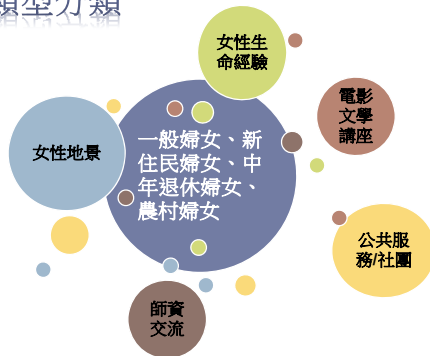 類型分類
女性生
命經驗
電影
文學
講座
女性地景
一般婦女、新
住民婦女、中
年退休婦女、
農村婦女
公共服
務/社團
師資
交流